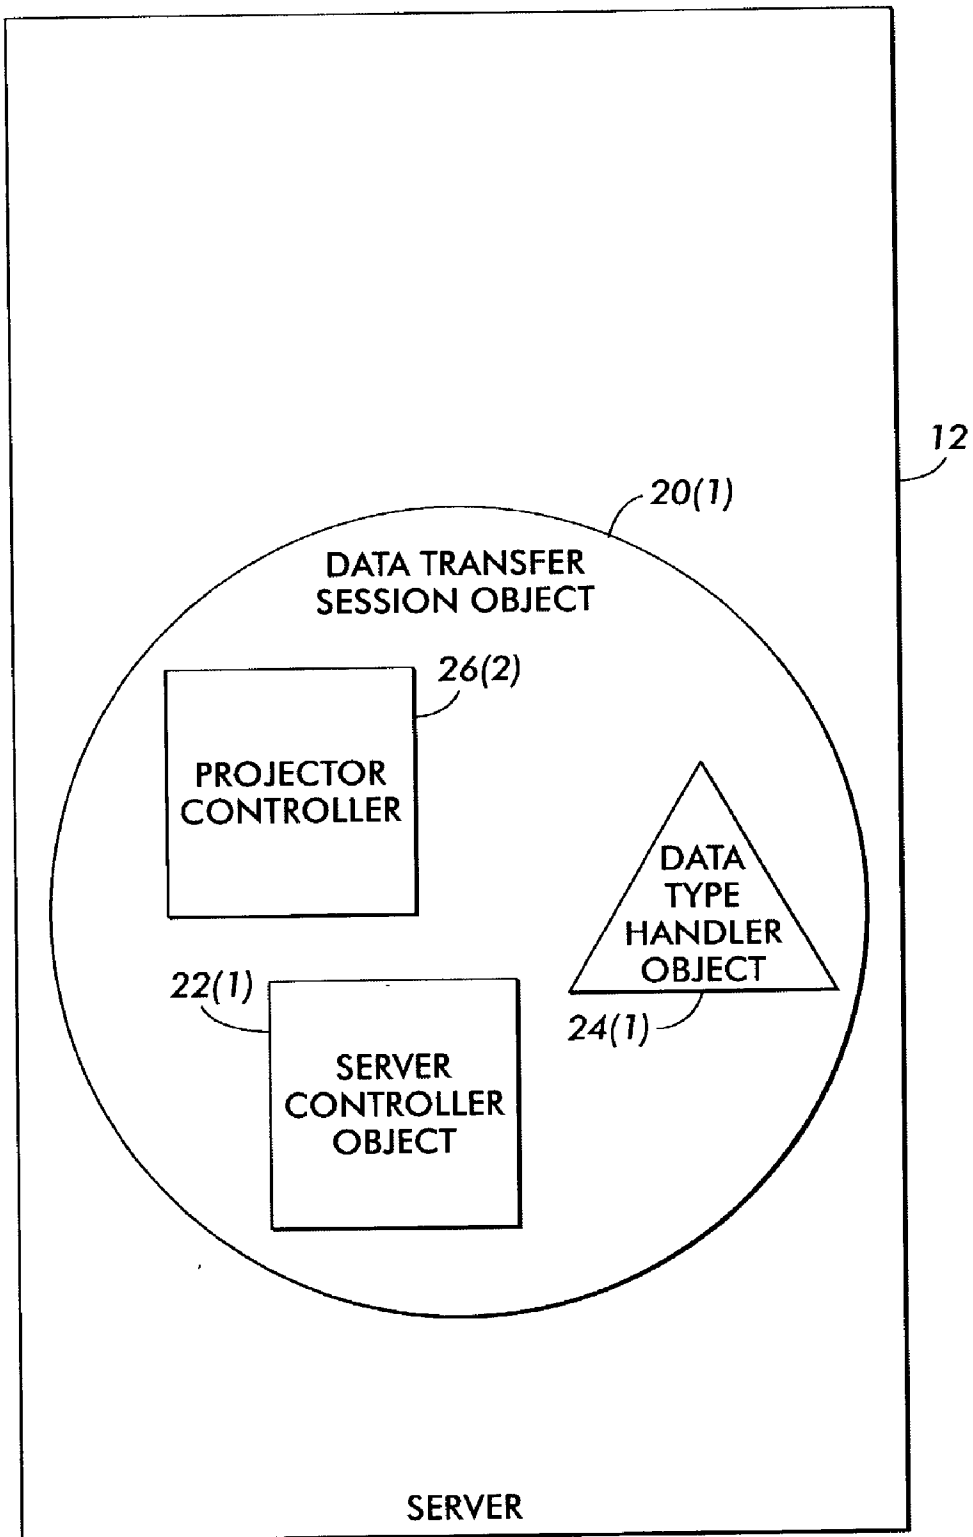 12
20(1)
DATA TRANSFER
SESSION OBJECT
26(2)
PROJECTOR
CONTROLLER
DATA
TYPE
HANDLER
OBJECT
22(1)
24(1)
SERVER
CONTROLLER
OBJECT
SERVER